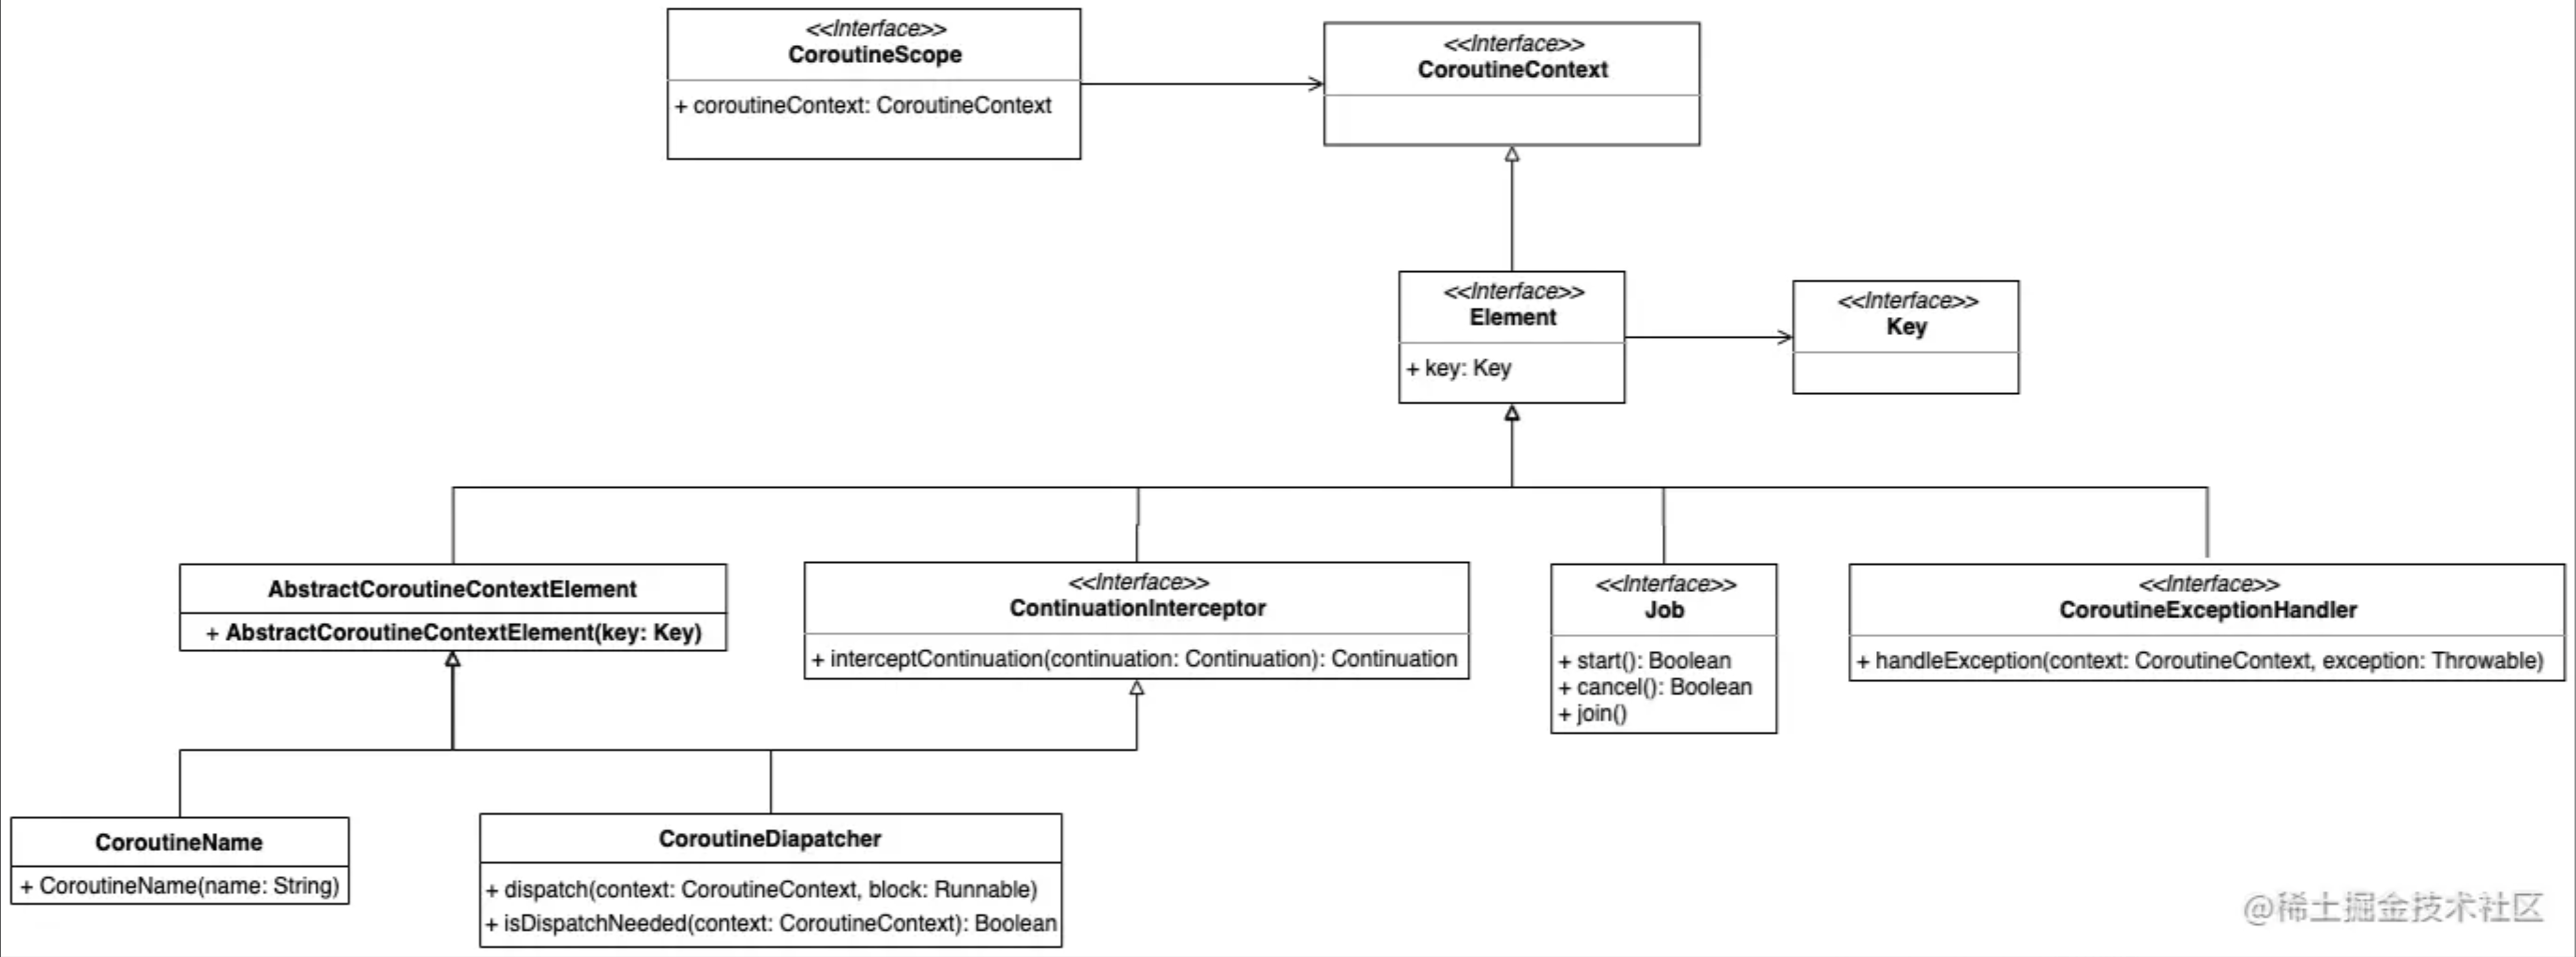 <<Interface>>
CoroutineScope
+ coroutineContext: CoroutineContext
<<Interface>>
CoroutineContext
<<Interface>>
Element
+ key: Key
<<Interface>>
Key
AbstractCoroutineContextElement
+ AbstractCoroutineContextElement(key: Key)
<<Interface>>
ContinuationInterceptor
+ interceptContinuation(continuation: Continuation): Continuation
<<Interface>>
Job
+ start(): Boolean
+ cancel(): Boolean
+ join()
<<Interface>>
CoroutineExceptionHandler
+ handleException(context: CoroutineContext, exception: Throwable)
CoroutineName
+ CoroutineName(name: String)
CoroutineDiapatcher
+ dispatch(context: CoroutineContext, block: Runnable)
+ isDispatchNeeded(context: CoroutineContext): Boolean
@稀土掘金技术社区